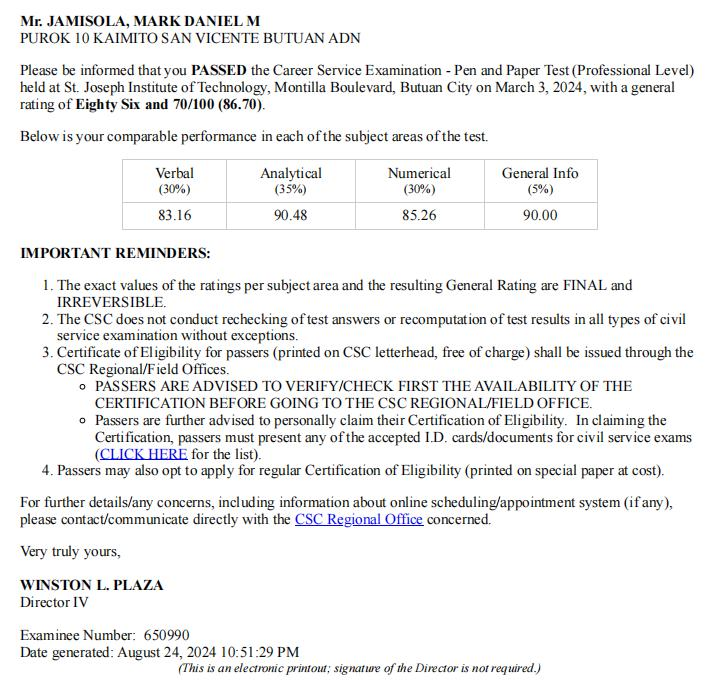 Mr. JAMISOLA, MARK DANIEL M
PUROK 10 KAIMITO SAN VICENTE BUTUAN ADN
Please be informed that you PASSED the Career Service Examination - Pen and Paper Test (Professional Level)
held at St. Joseph Institute of Technology, Montilla Boulevard, Butuan City on March 3, 2024, with a general
rating of Eighty Six and 70/100 (86.70).
Below is your comparable performance in each of the subject areas of the test.
Verbal Analytical Numerical General Info
(30%) (35%) (30%) (5%)
83.16 90.48 85.26 90.00
IMPORTANT REMINDERS:
1. The exact values of the ratings per subject area and the resulting General Rating are FINAL and
IRREVERSIBLE.
2. The CSC does not conduct rechecking of test answers or recomputation of test results in all types of civil
service examination without exceptions.
3. Certificate of Eligibility for passers (printed on CSC letterhead, free of charge) shall be issued through the
CSC Regional/Field Offices.
○ PASSERS ARE ADVISED TO VERIFY/CHECK FIRST THE AVAILABILITY OF THE
CERTIFICATION BEFORE GOING TO THE CSC REGIONAL/FIELD OFFICE.
○ Passers are further advised to personally claim their Certification of Eligibility. In claiming the
Certification, passers must present any of the accepted I.D. cards/documents for civil service exams
(CLICK HERE for the list).
4. Passers may also opt to apply for regular Certification of Eligibility (printed on special paper at cost).
For further details/any concerns, including information about online scheduling/appointment system (if any),
please contact/communicate directly with the CSC Regional Office concerned.
Very truly yours,
WINSTON L. PLAZA
Director IV
Examinee Number: 650990
Date generated: August 24, 2024 10:51:29 PM
(This is an electronic printout; signature of the Director is not required.)